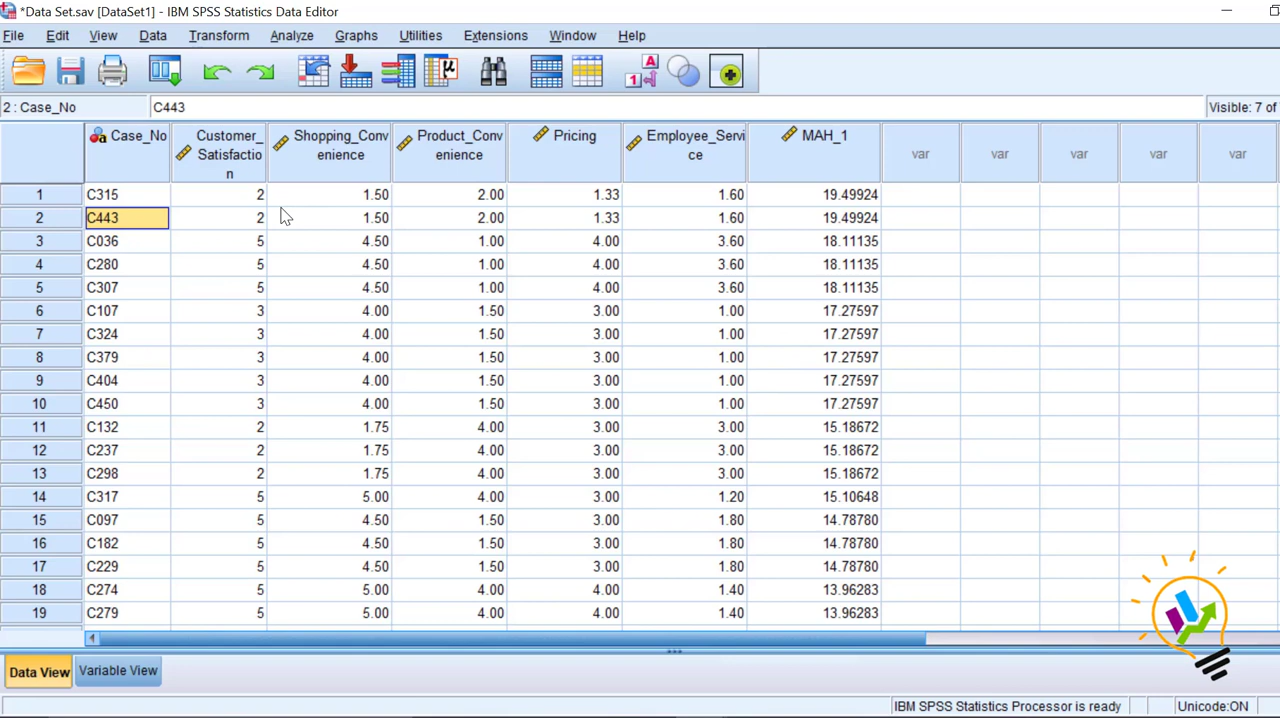 *Data Set.sav [DataSet1] - IBM SPSS Statistics Data Editor
File Edit View Data Transform Analyze Graphs Utilities Extensions Window Help
2 : Case_No C443 Visible: 7 of
Case_No Customer_Satisfaction Shopping_Convenience Product_Convenience Pricing Employee_Service MAH_1 var var var var var
1 C315 2 1.50 2.00 1.33 1.60 19.49924
2 C443 2 1.50 2.00 1.33 1.60 19.49924
3 C036 5 4.50 1.00 4.00 3.60 18.11135
4 C280 5 4.50 1.00 4.00 3.60 18.11135
5 C307 5 4.50 1.00 4.00 3.60 18.11135
6 C107 3 4.00 1.50 3.00 1.00 17.27597
7 C324 3 4.00 1.50 3.00 1.00 17.27597
8 C379 3 4.00 1.50 3.00 1.00 17.27597
9 C404 3 4.00 1.50 3.00 1.00 17.27597
10 C450 3 4.00 1.50 3.00 1.00 17.27597
11 C132 2 1.75 4.00 3.00 3.00 15.18672
12 C237 2 1.75 4.00 3.00 3.00 15.18672
13 C298 2 1.75 4.00 3.00 3.00 15.18672
14 C317 5 5.00 4.00 3.00 1.20 15.10648
15 C097 5 4.50 1.50 3.00 1.80 14.78780
16 C182 5 4.50 1.50 3.00 1.80 14.78780
17 C229 5 4.50 1.50 3.00 1.80 14.78780
18 C274 5 5.00 4.00 4.00 1.40 13.96283
19 C279 5 5.00 4.00 4.00 1.40 13.96283
Data View Variable View
IBM SPSS Statistics Processor is ready Unicode:ON